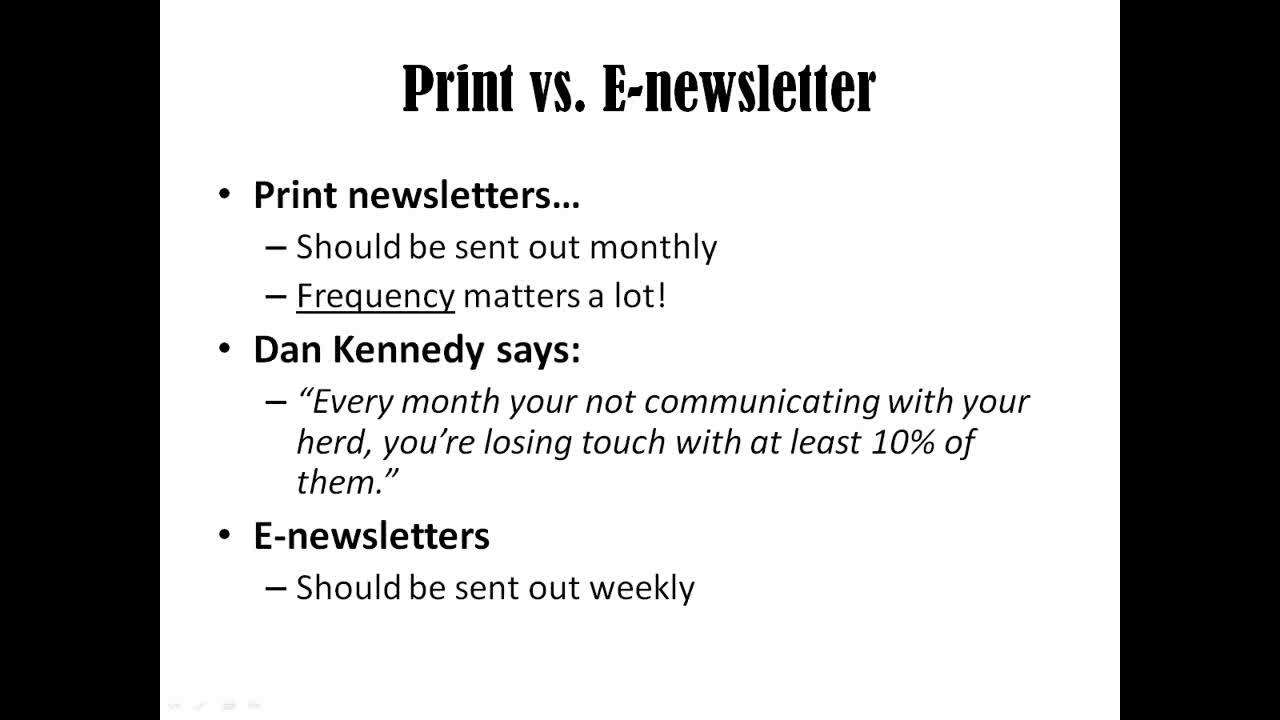 Print vs. E-newsletter
• Print newsletters…
– Should be sent out monthly
– Frequency matters a lot!
• Dan Kennedy says:
– “Every month your not communicating with your
herd, you’re losing touch with at least 10% of
them.”
• E-newsletters
– Should be sent out weekly